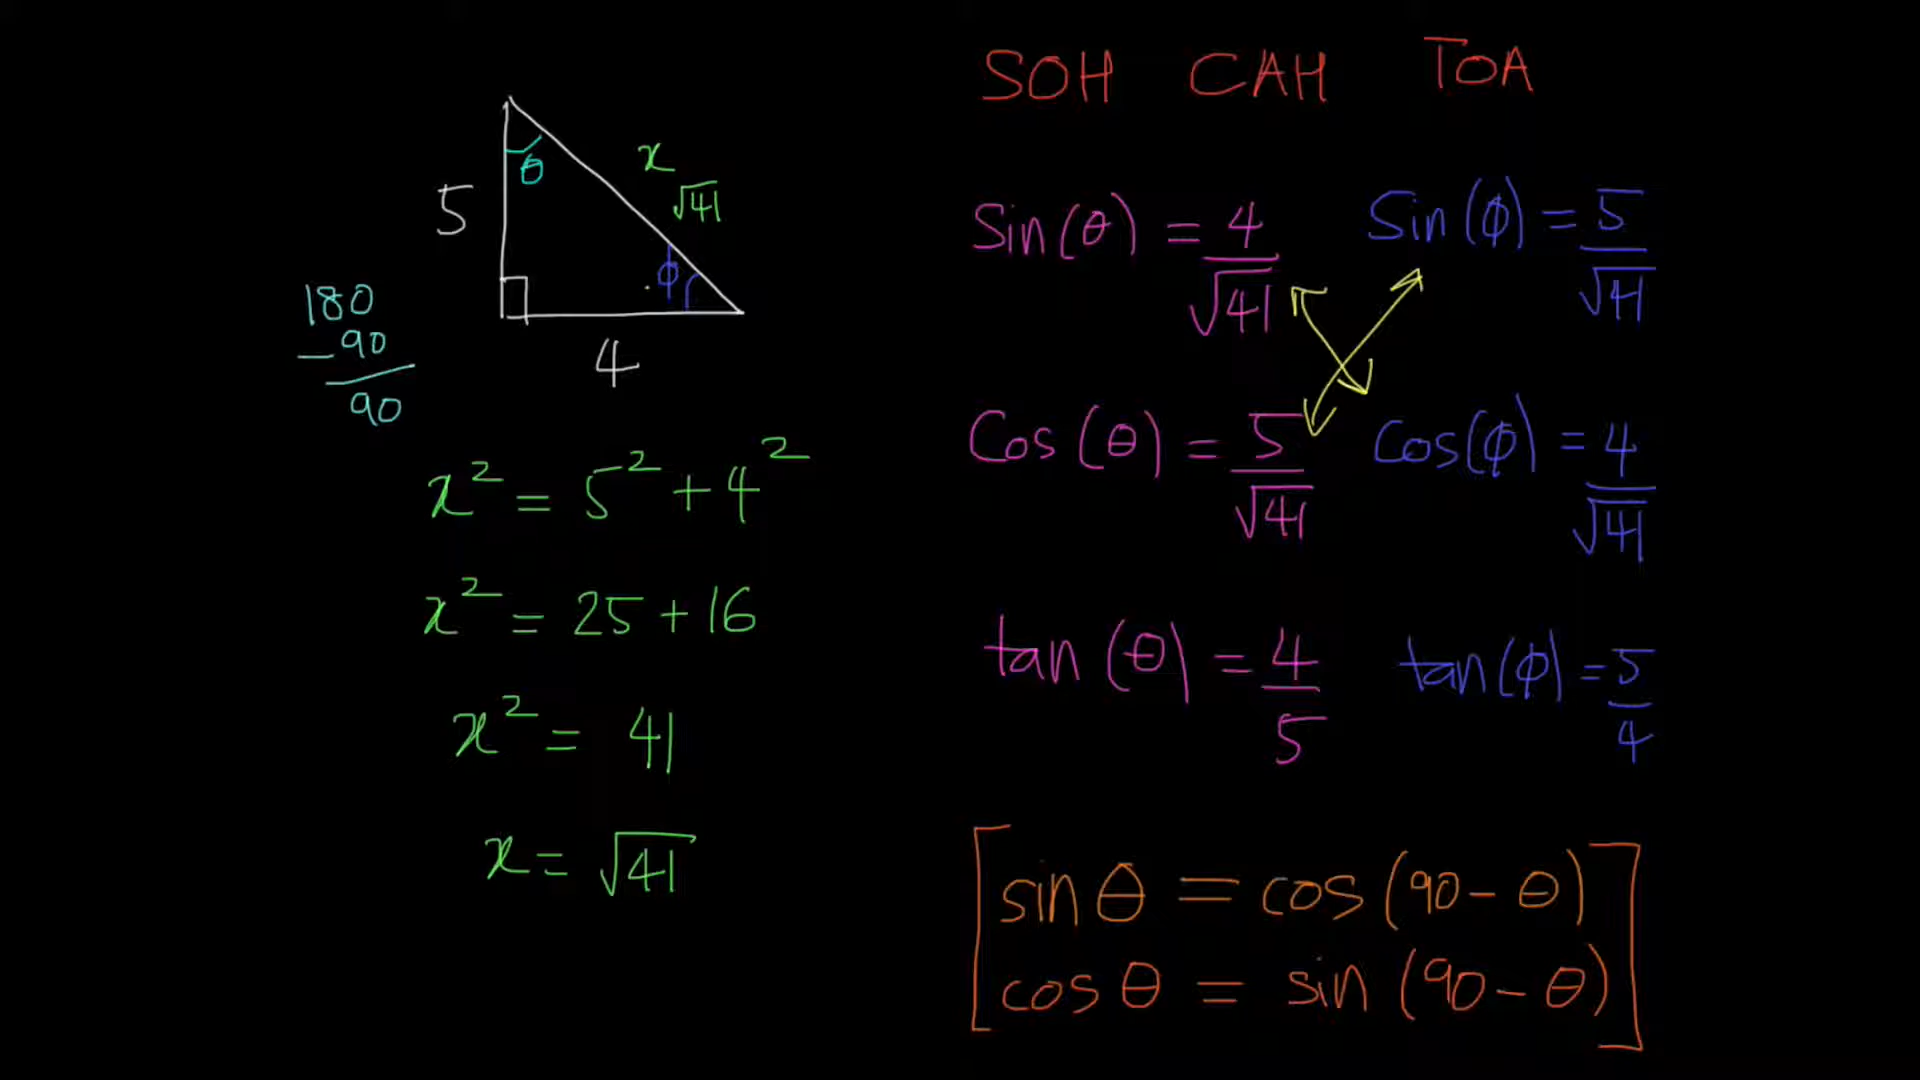 5
θ
x
√41
ϕ
4
180
- 90
90
x² = 5² + 4²
x² = 25 + 16
x² = 41
x = √41
SOH CAH TOA
Sin(θ) = 4/√41 Sin(ϕ) = 5/√41
Cos(θ) = 5/√41 Cos(ϕ) = 4/√41
tan(θ) = 4/5 tan(ϕ) = 5/4
sin θ = cos (90 - θ)
cos θ = sin (90 - θ)